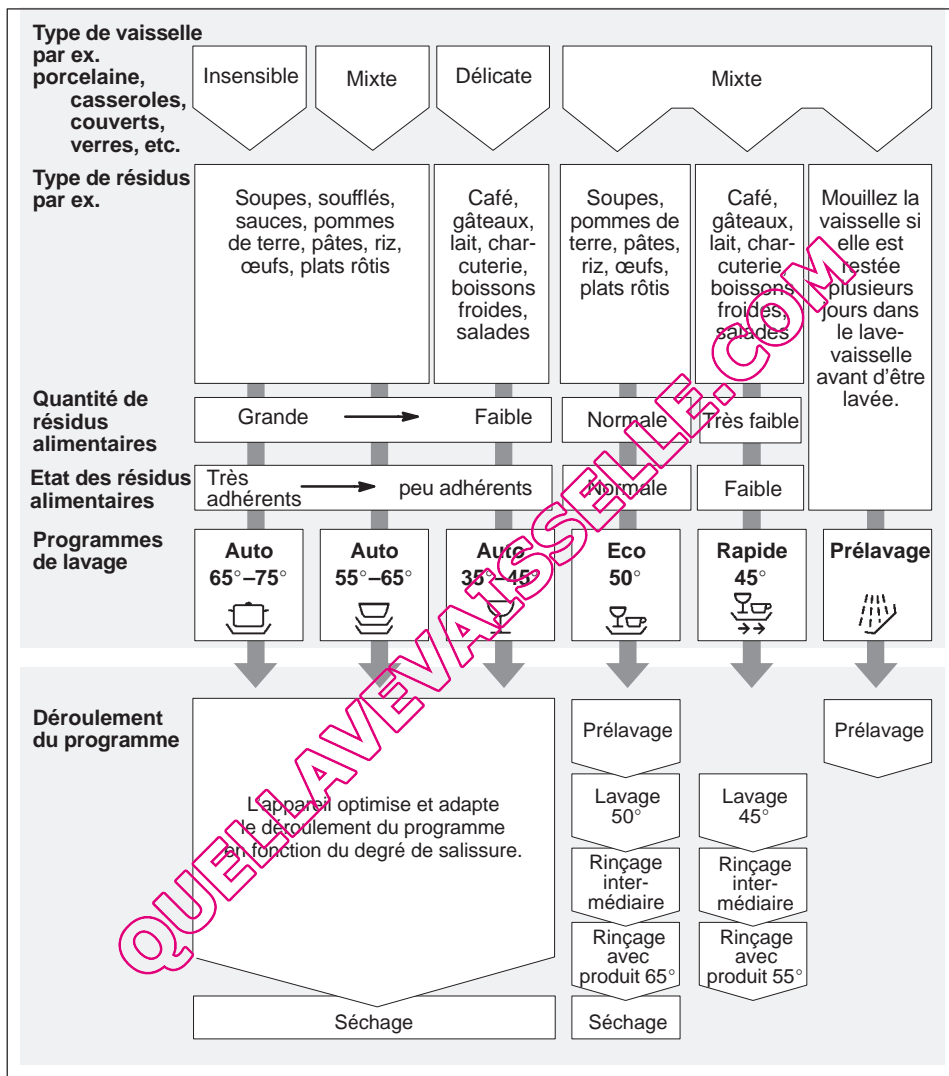 Type de vaisselle
par ex.
porcelaine,
casseroles,
couverts,
verres, etc.
Insensible
Mixte
Délicate
Mixte
Type de résidus
par ex.
Soupes, soufflés,
sauces, pommes
de terre, pâtes, riz,
œufs, plats rôtis
Café,
gâteaux,
lait, char-
cuterie,
boissons
froides,
salades
Soupes,
pommes de
terre, pâtes,
riz, œufs,
plats rôtis
Café,
gâteaux,
lait, char-
cuterie,
boissons
froides,
salades
Mouillez la
vaisselle si
elle est
restée
plusieurs
jours dans
le lave-
vaisselle
avant d'être
lavée.
Quantité de
résidus
alimentaires
Grande
Faible
Normale
Très faible
Etat des résidus
alimentaires
Très
adhérents
peu adhérents
Normale
Faible
Programmes
de lavage
Auto
65°–75°
Auto
55°–65°
Auto
35°–45°
Eco
50°
Rapide
45°
Prélavage
Déroulement
du programme
L'appareil optimise et adapte
le déroulement du programme
en fonction du degré de salissure.
Séchage
Prélavage
Lavage
50°
Rinçage
inter-
médiaire
Rinçage
avec
produit 65°
Séchage
Lavage
45°
Rinçage
inter-
médiaire
Rinçage
avec
produit 55°
Prélavage
QUELLAVEVAISSELLE.COM